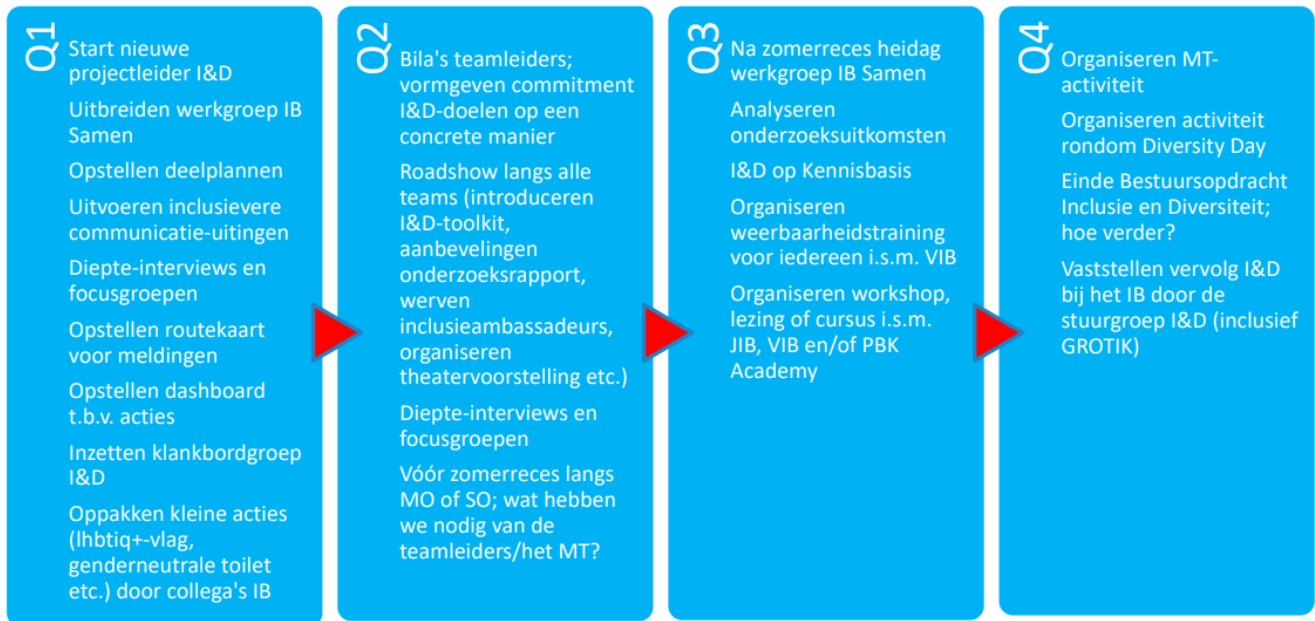 Q1
Start nieuwe
projectleider I&D
Uitbreiden werkgroep IB
Samen
Opstellen deelplannen
Uitvoeren inclusievere
communicatie-uitingen
Diepte-interviews en
focusgroepen
Opstellen routekaart
voor meldingen
Opstellen dashboard
t.b.v. acties
Inzetten klankbordgroep
I&D
Oppakken kleine acties
(lhbtiq+-vlag,
genderneutrale toilet
etc.) door collega's IB
Q2
Bila's teamleiders;
vormgeven commitment
I&D-doelen op een
concrete manier
Roadshow langs alle
teams (introduceren
I&D-toolkit,
aanbevelingen
onderzoeksrapport,
werven
inclusieambassadeurs,
organiseren
theatervoorstelling etc.)
Diepte-interviews en
focusgroepen
Vóór zomerreces langs
MO of SO; wat hebben
we nodig van de
teamleiders/het MT?
Q3
Na zomerreces heidag
werkgroep IB Samen
Analyseren
onderzoeksuitkomsten
I&D op Kennisbasis
Organiseren
weerbaarheidstraining
voor iedereen i.s.m. VIB
Organiseren workshop,
lezing of cursus i.s.m.
JIB, VIB en/of PBK
Academy
Q4
Organiseren MT-
activiteit
Organiseren activiteit
rondom Diversity Day
Einde Bestuursopdracht
Inclusie en Diversiteit;
hoe verder?
Vaststellen vervolg I&D
bij het IB door de
stuurgroep I&D (inclusief
GROTIK)